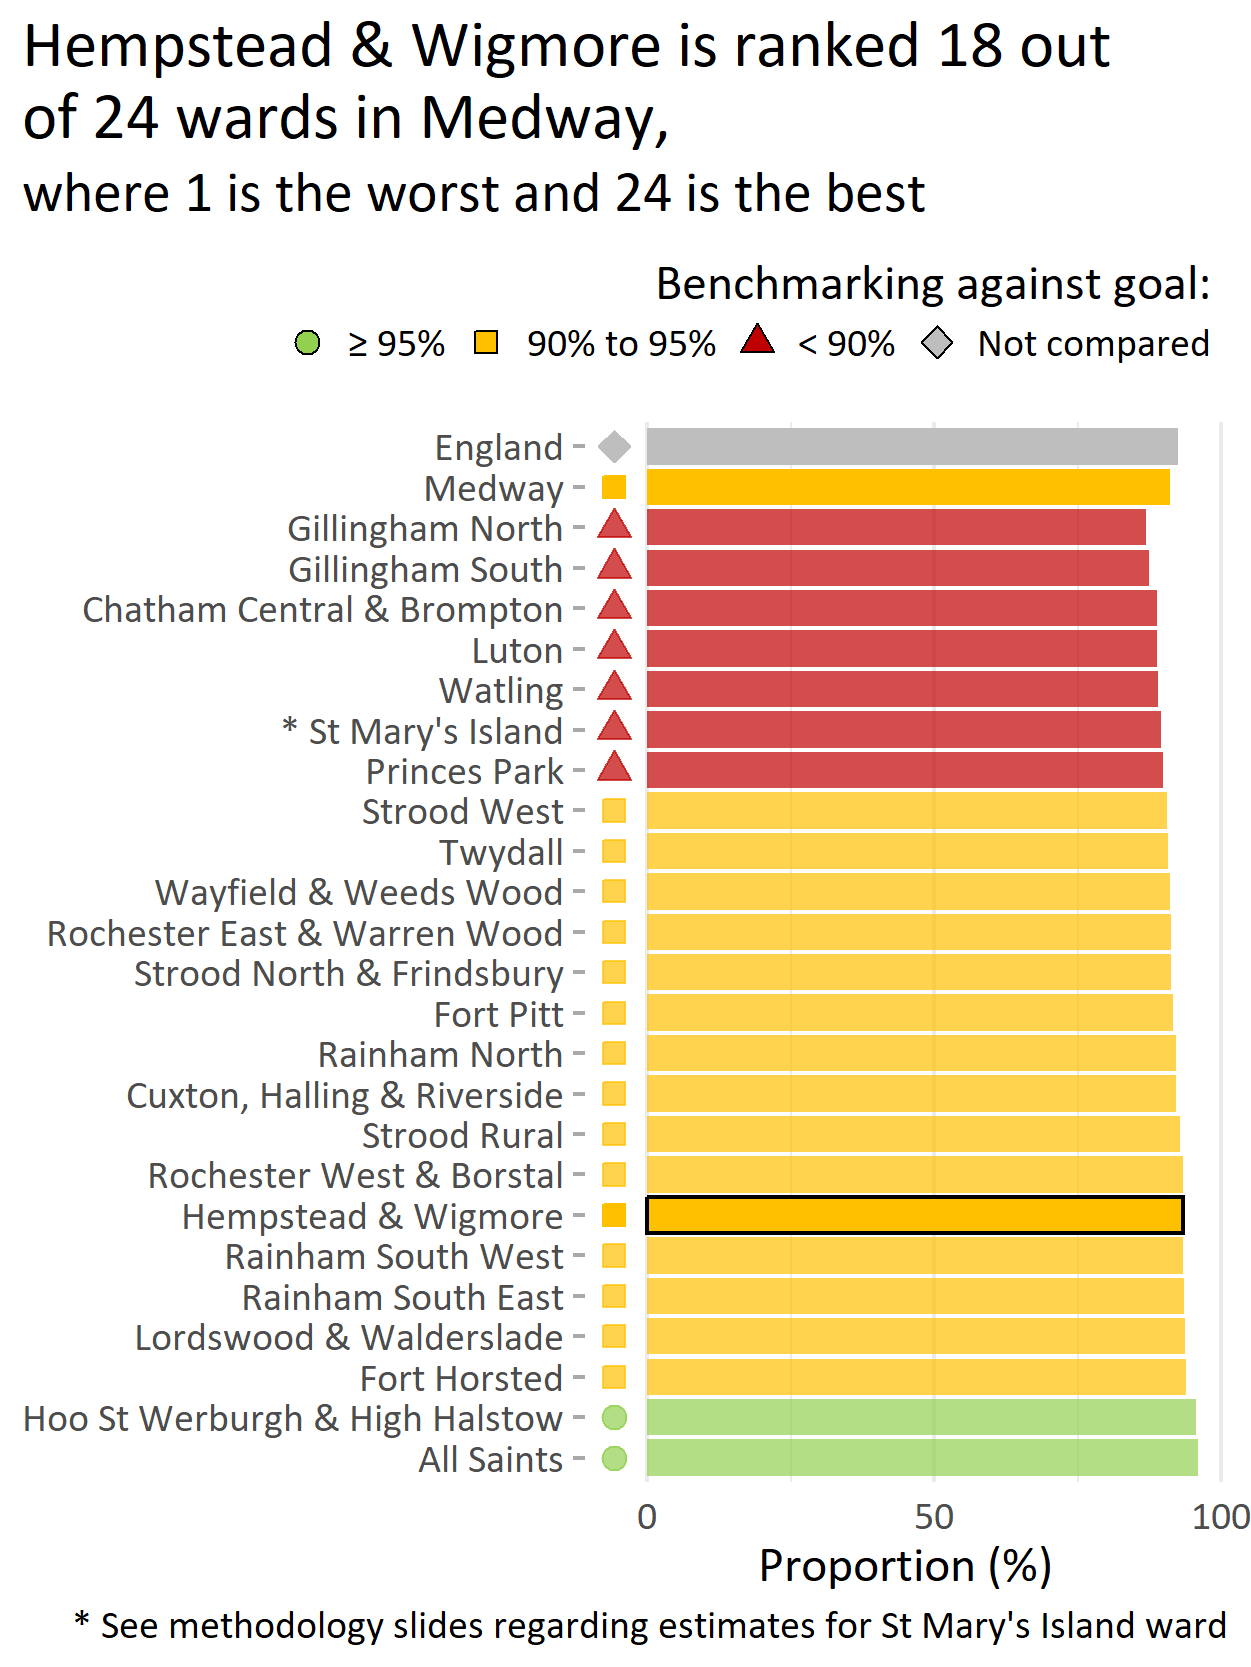 Hempstead & Wigmore is ranked 18 out
of 24 wards in Medway,
where 1 is the worst and 24 is the best
Benchmarking against goal:
≥ 95% 90% to 95% < 90% Not compared
England
Medway
Gillingham North
Gillingham South
Chatham Central & Brompton
Luton
Watling
* St Mary's Island
Princes Park
Strood West
Twydall
Wayfield & Weeds Wood
Rochester East & Warren Wood
Strood North & Frindsbury
Fort Pitt
Rainham North
Cuxton, Halling & Riverside
Strood Rural
Rochester West & Borstal
Hempstead & Wigmore
Rainham South West
Rainham South East
Lordswood & Walderslade
Fort Horsted
Hoo St Werburgh & High Halstow
All Saints
0 50 100
Proportion (%)
* See methodology slides regarding estimates for St Mary's Island ward